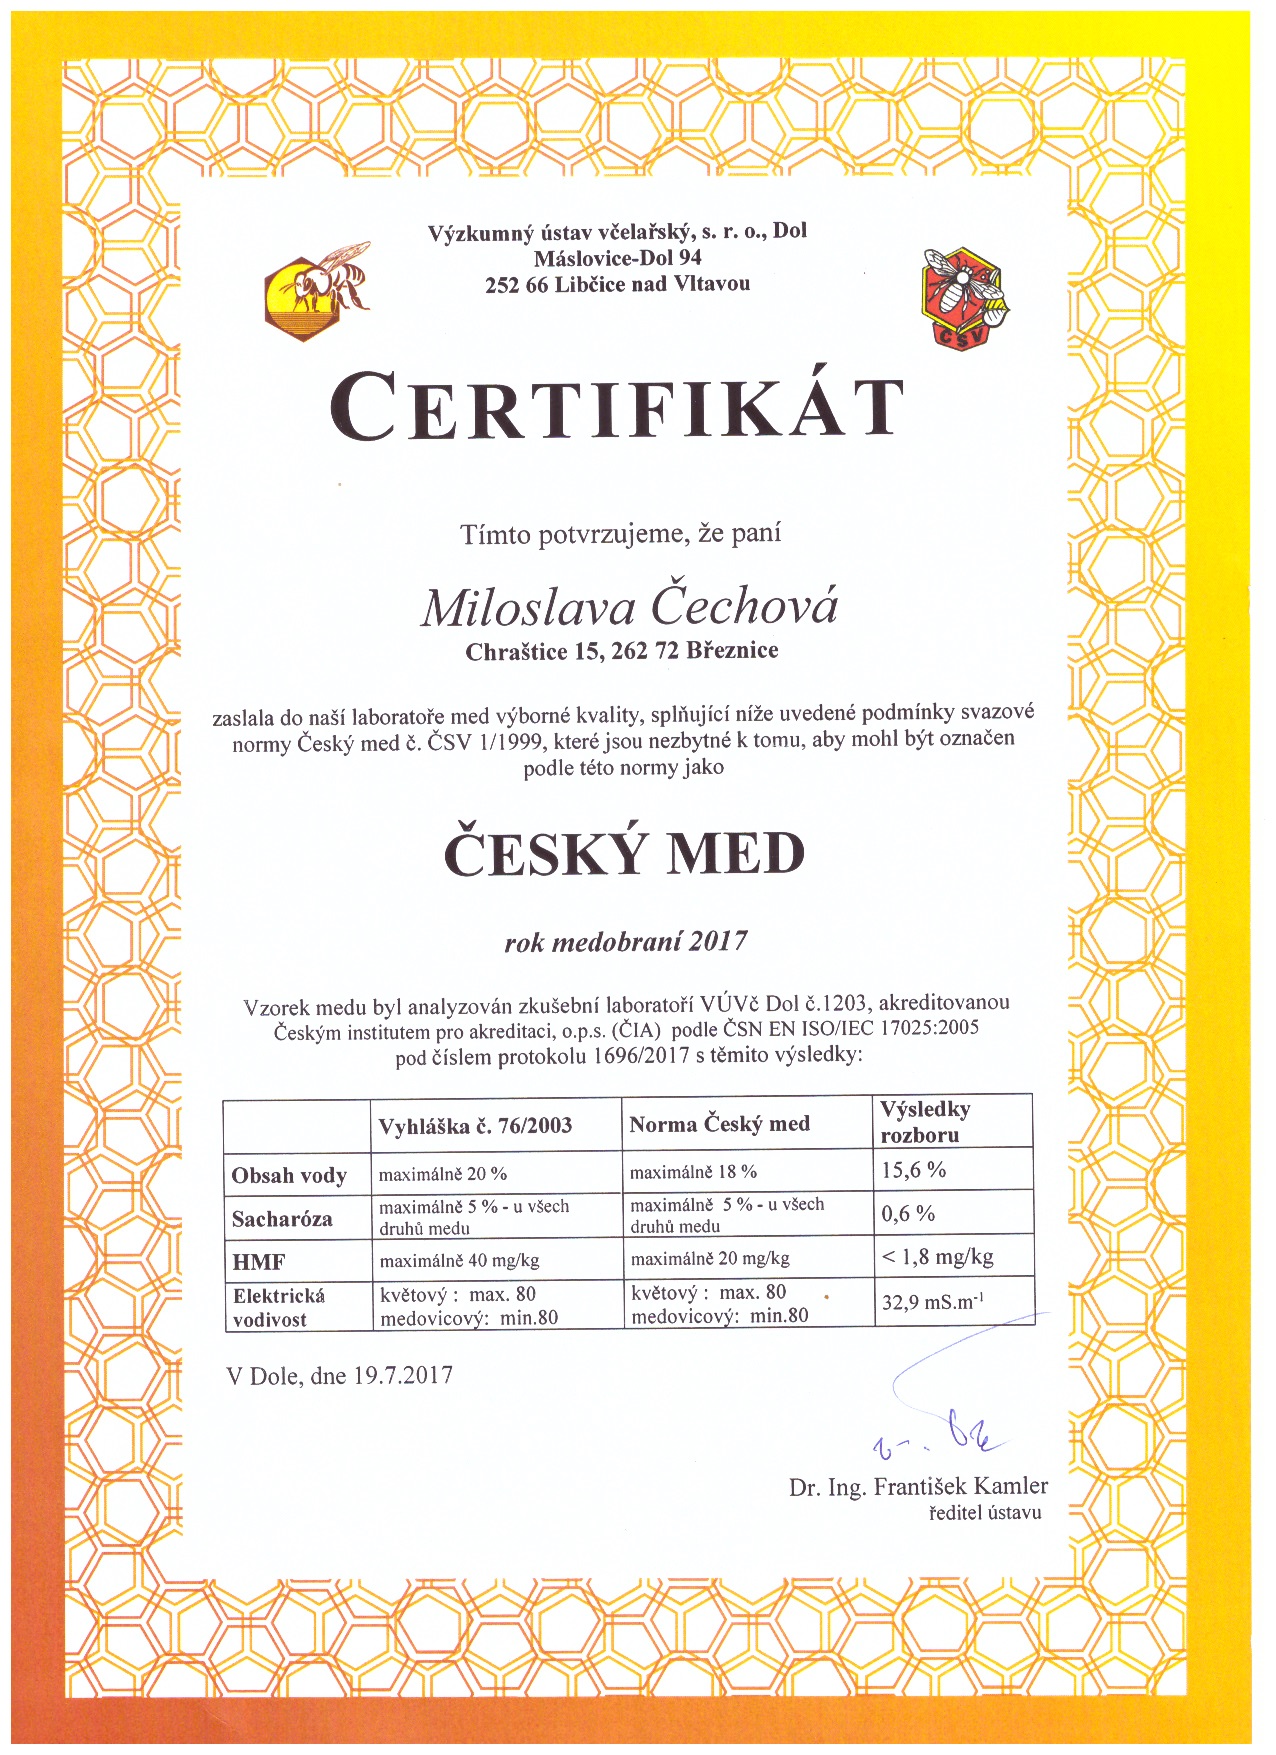 Výzkumný ústav včelařský, s. r. o., Dol
Máslovice-Dol 94
252 66 Libčice nad Vltavou
ČSV
CERTIFIKÁT
Tímto potvrzujeme, že paní
Miloslava Čechová
Chraštice 15, 262 72 Březnice
zaslala do naší laboratoře med výborné kvality, splňující níže uvedené podmínky svazové
normy Český med č. ČSV 1/1999, které jsou nezbytné k tomu, aby mohl být označen
podle této normy jako
ČESKÝ MED
rok medobraní 2017
Vzorek medu byl analyzován zkušební laboratoří VÚVč Dol č.1203, akreditovanou
Českým institutem pro akreditaci, o.p.s. (ČIA) podle ČSN EN ISO/IEC 17025:2005
pod číslem protokolu 1696/2017 s těmito výsledky:
Vyhláška č. 76/2003 Norma Český med Výsledky rozboru
Obsah vody maximálně 20 % maximálně 18 % 15,6 %
Sacharóza maximálně 5 % - u všech druhů medu maximálně 5 % - u všech druhů medu 0,6 %
HMF maximálně 40 mg/kg maximálně 20 mg/kg < 1,8 mg/kg
Elektrická vodivost květový : max. 80 medovicový: min.80 květový : max. 80 medovicový: min.80 32,9 mS.m⁻¹
V Dole, dne 19.7.2017
Dr. Ing. František Kamler
ředitel ústavu